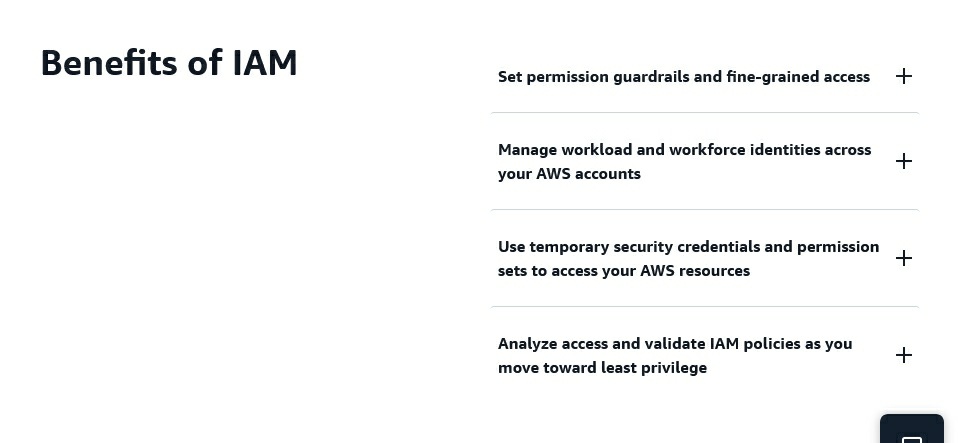 Benefits of IAM
Set permission guardrails and fine-grained access
Manage workload and workforce identities across
your AWS accounts
Use temporary security credentials and permission
sets to access your AWS resources
Analyze access and validate IAM policies as you
move toward least privilege